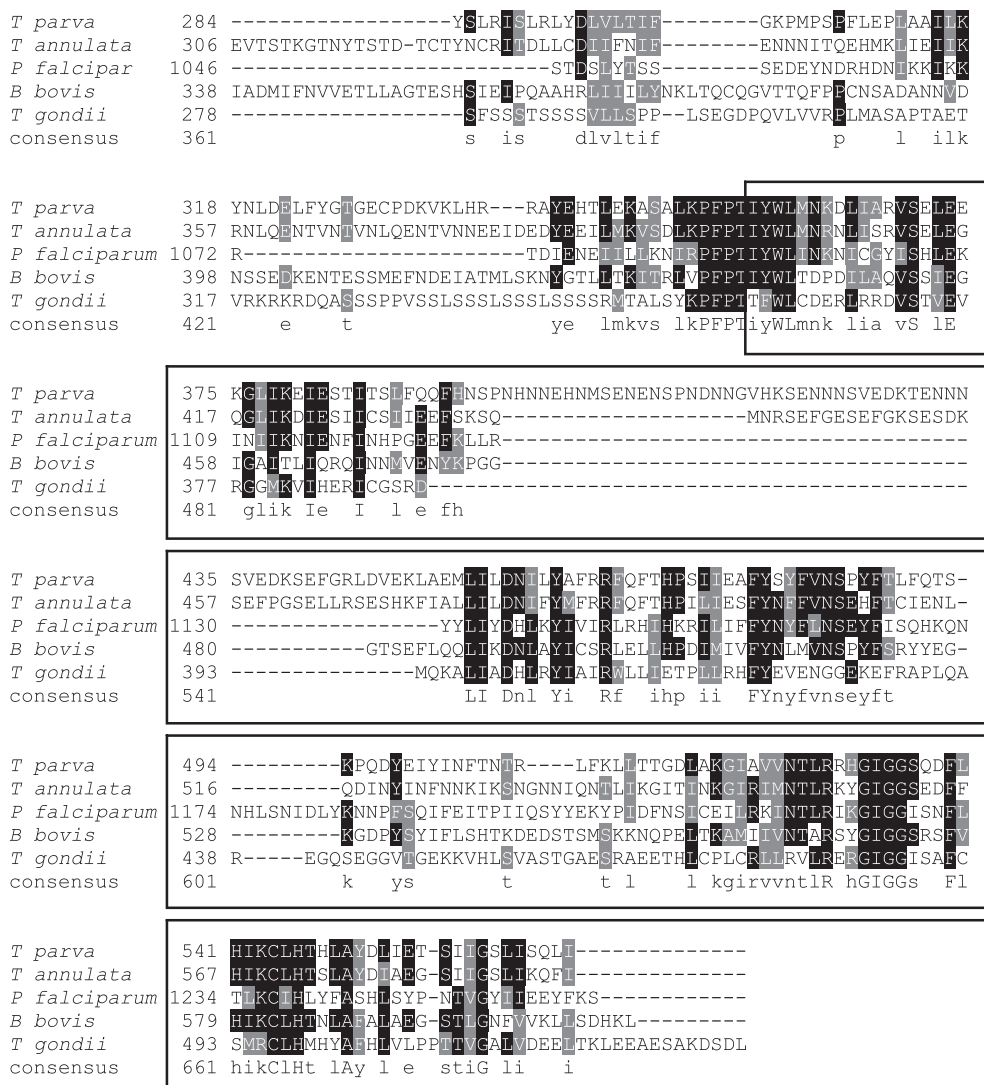 T parva 284 ------------------YSLRISLRLYDLVLTIF--------GKPMPSPFLEPLAAILK
T annulata 306 EVTSTKGTNYTSTD-TCTYNCRITDLLCDIIFNIF--------ENNNITQEHMKLIEIIK
P falcipar 1046 --------------------------STDSLYTSS--------SEDEYNDRHDNIKKIKK
B bovis 338 IADMIFNVVETLLAGTESHSIEIPQAAHRLIIILYNKLTQCQGVTTQFPPCNSADANNVD
T gondii 278 -------------------SFSSSTSSSSVLLSPP--LSEGDPQVLVVRPLMASAPTAET
consensus 361 s is dlvltif p l ilk
T parva 318 YNLDELFYGTGECPDKVKLHR---RAYEHTLEKASALKPFPTIYWLMNKDLIARVSELEE
T annulata 357 RNLQENTVNTVNLQENTVNNEEIDEDYEEILMKVSDLKPFPTIYWLMNRNLISRVSELEG
P falciparum 1072 R-----------------------TDIENEIILLKNIRPFPTIYWLINKNICGYISHLEK
B bovis 398 NSSEDKENTESSMEFNDEIATMLSKNYGTLLTKITRLVPFPTIYWLTDPDILAQVSSIEG
T gondii 317 VRKRKRDQASSSPPVSSLSSSLSSSLSSSSRMTALSYKPFPTTFWLCDERLRRDVSTVEV
consensus 421 e t ye lmkvs lkPFPTiyWLmnk lia vS lE
T parva 375 KGLIKEIESTITSLFQQFHNSPNHNNEHNMSENENSPNDNNGVHKSENNNSVEDKTENNN
T annulata 417 QGLIKDIESIICSIIEEFSKSQ--------------------MNRSEFGESEFGKSESDK
P falciparum 1109 INIIKNIENFINHPGEEFKLLR--------------------------------------
B bovis 458 IGAITLIQRQINNMVENYKPGG--------------------------------------
T gondii 377 RGGMKVIHERICGSRD--------------------------------------------
consensus 481 glik Ie I l e fh
T parva 435 SVEDKSEFGRLDVEKLAEMLILDNILYAFRRFQFTHPSIIEAFYSYFVNSPYFTLFQTS-
T annulata 457 SEFPGSELLRSESHKFIALLILDNIFYMFRRFQFTHPILIESFYNFFVNSEHFTCIENL-
P falciparum 1130 -----------------YYLIYDHLKYIVIRLRHIHKRILIFFYNYFLNSEYFISQHKQN
B bovis 480 -----------GTSEFLQQLIKDNLAYICSRLELLHPDIMIVFYNLMVNSPYFSRYYEG-
T gondii 393 ---------------MQKALIADHLRYIAIRWLLIETPLLRHFYEVENGGEKEFRAPLQA
consensus 541 LI Dnl Yi Rf ihp ii FYnyfvnseyft
T parva 494 ---------KPQDYEIYINFTNTR----LFKLLTTGDLAKGIAVVNTLRRHGIGGSQDFL
T annulata 516 ---------QDINYINFNNKIKSNGNNIQNTLIKGITINKGIRIMNTLRKYGIGGSEDFF
P falciparum 1174 NHLSNIDLYKNNPFSQIFEITPIIQSYYEKYPIDFNSICEILRKINTLRIKGIGGISNFL
B bovis 528 ---------KGDPYSYIFLSHTKDEDSTSMSKKNQPELTKAMIIVNTARSYGIGGSRSFV
T gondii 438 R-----EGQSEGGVTGEKKVHLSVASTGAESRAEETHLCPLCRLLRVLRERGIGGISAFC
consensus 601 k ys t t l l kgirvvntlR hGIGGs Fl
T parva 541 HIKCLHTHLAYDLIET-SIIGSLISQLI--------------
T annulata 567 HIKCLHTSLAYDIAEG-SIIGSLIKQFI--------------
P falciparum 1234 TLKCIHLYFASHLSYP-NTVGYIIEEYFKS------------
B bovis 579 HIKCLHTNLAFALAEG-STLGNFVVKLLSDHKL---------
T gondii 493 SMRCLHMHYAFHLVLPPTTVGALVDEELTKLEEAESAKDSDL
consensus 661 hikClHt lAy l e stiG li i